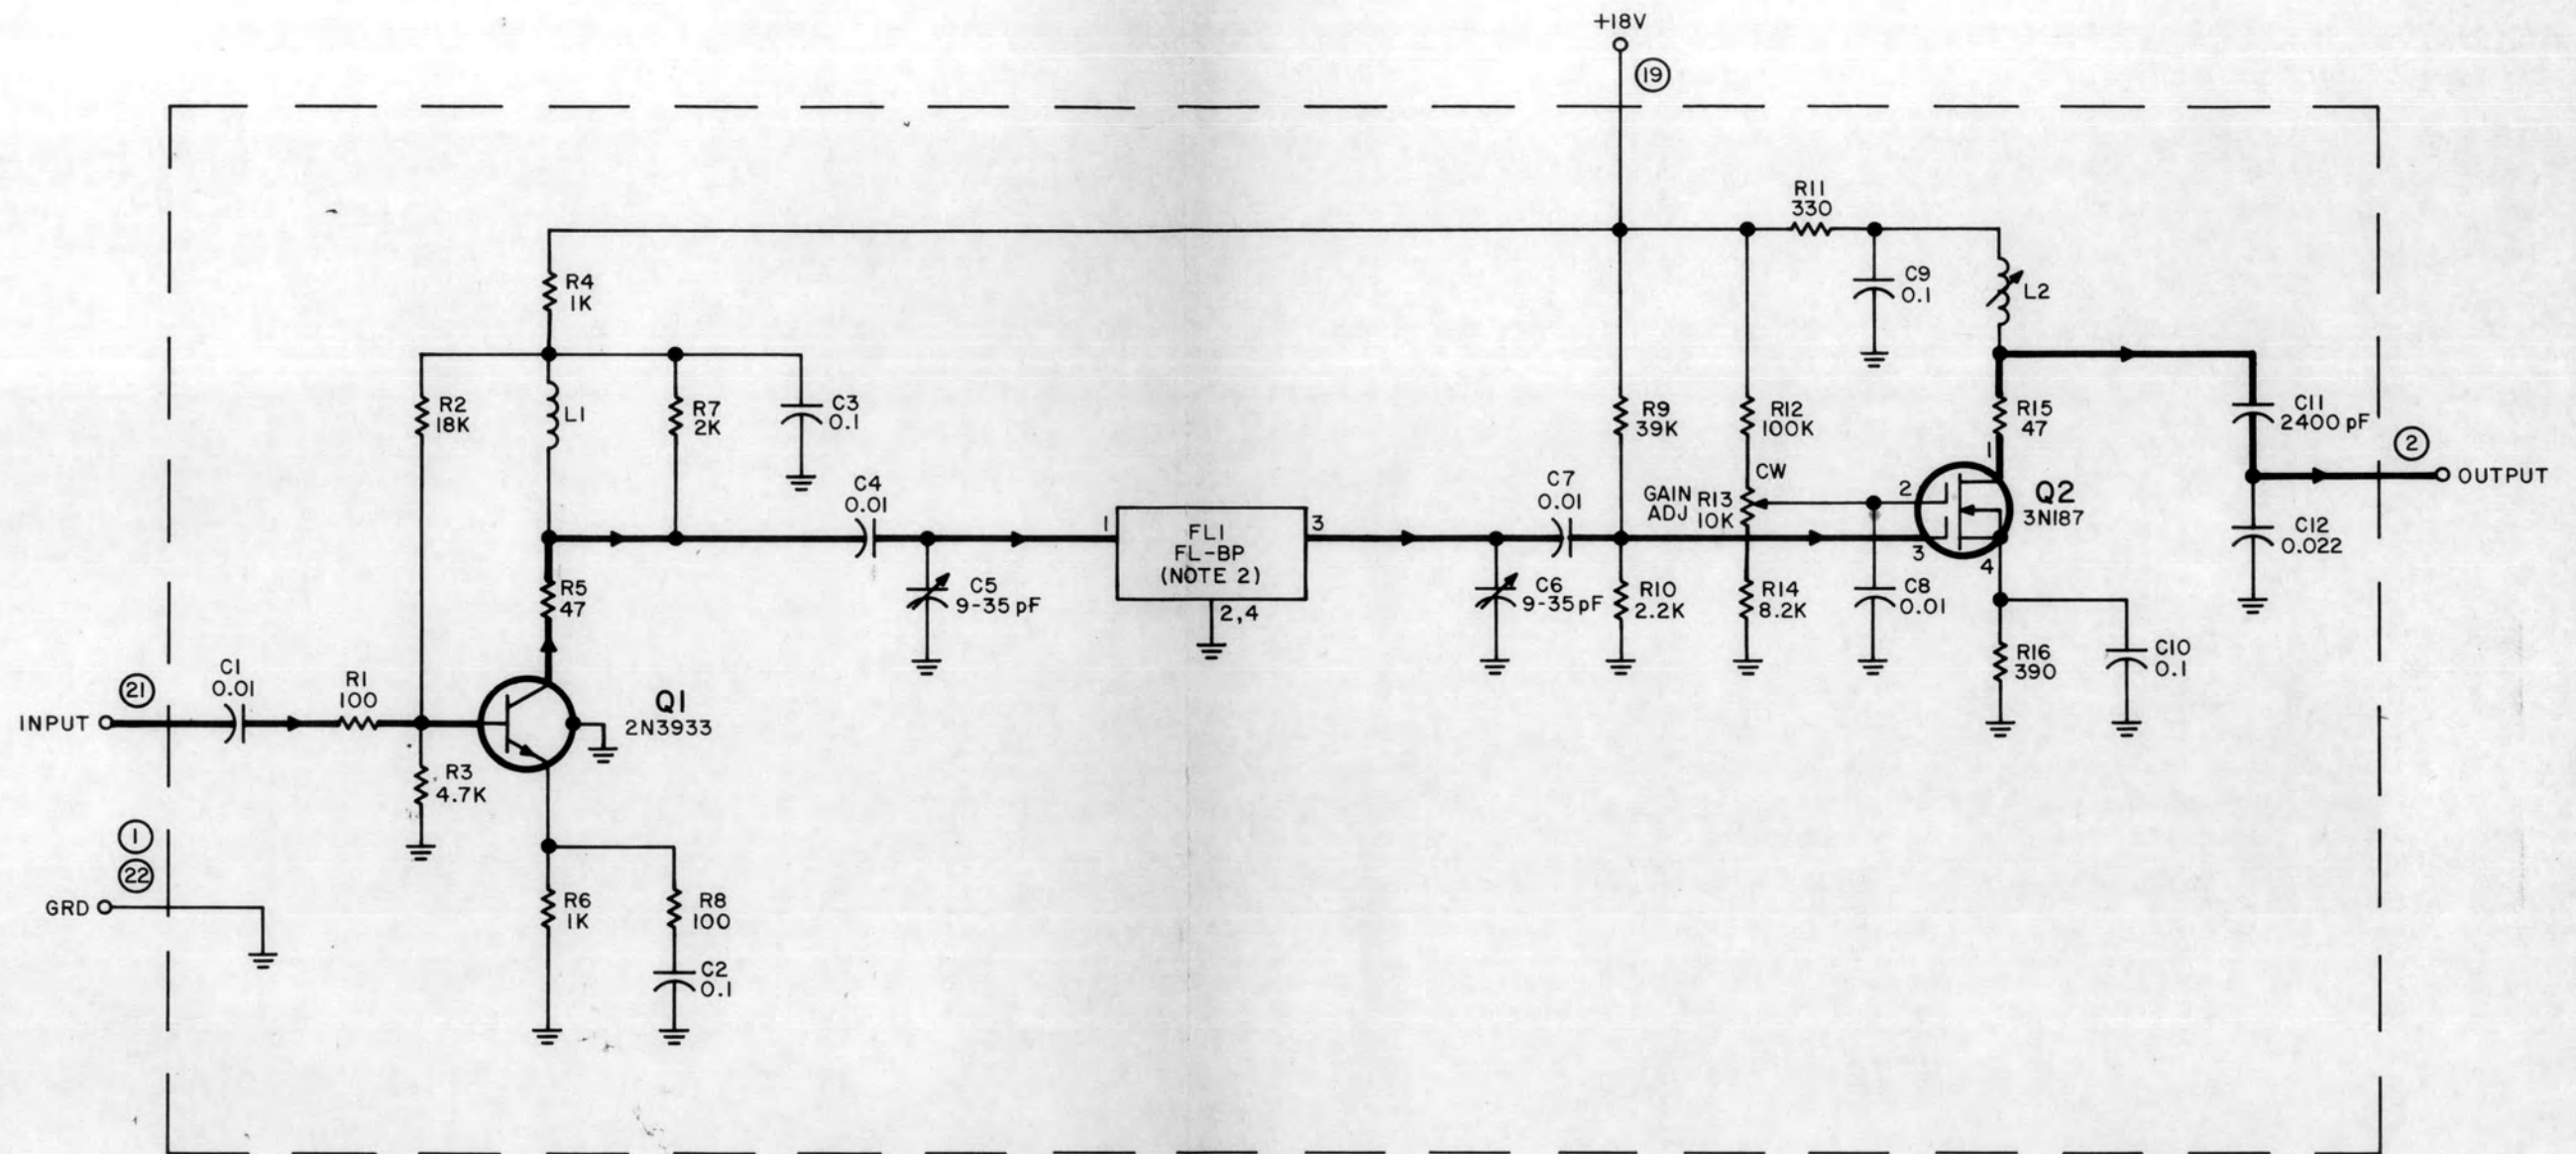 +18V
19
R11
330
C9
0.1
L2
R4
1K
R2
18K
L1
R7
2K
C3
0.1
R9
39K
R12
100K
R15
47
C11
2400 pF
2
OUTPUT
C4
0.01
C7
0.01
CW
GAIN
ADJ
R13
10K
1
2
3
4
Q2
3N187
C12
0.022
1
FL1
FL-BP
(NOTE 2)
3
2,4
R5
47
C5
9-35 pF
C6
9-35 pF
R10
2.2K
R14
8.2K
C8
0.01
R16
390
C10
0.1
21
INPUT
C1
0.01
R1
100
Q1
2N3933
R3
4.7K
1
22
GRD
R6
1K
R8
100
C2
0.1